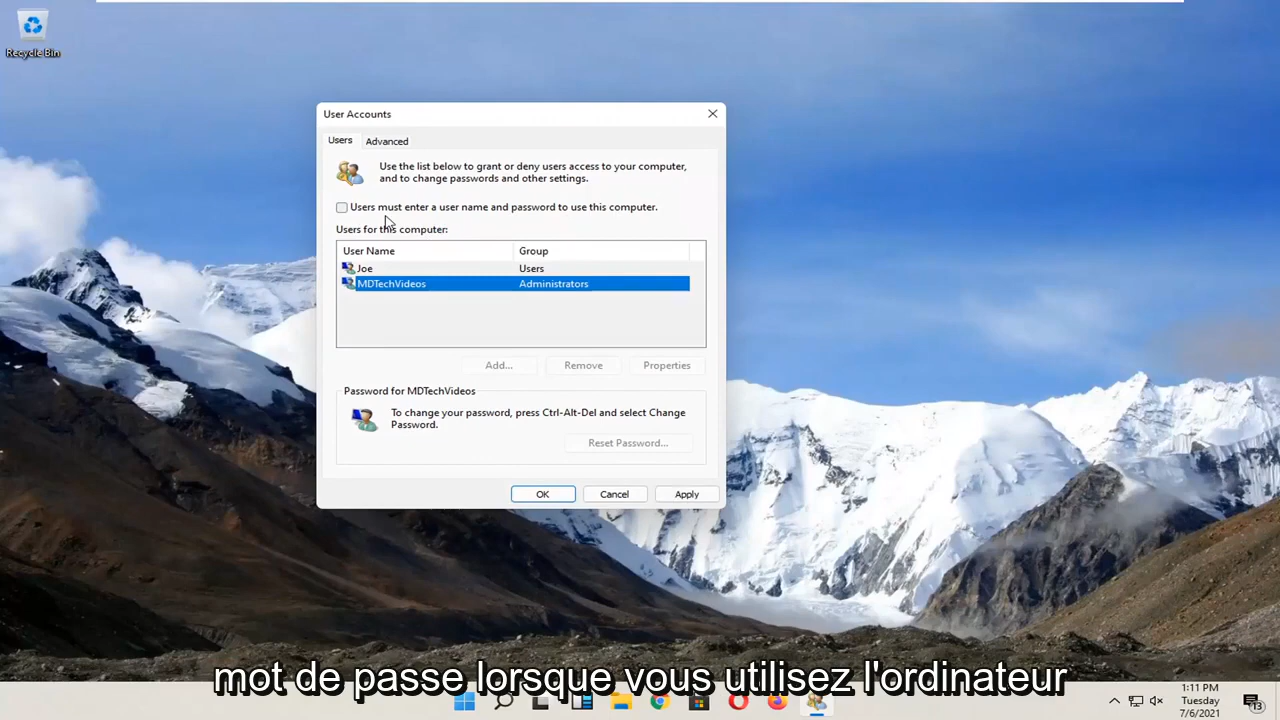 Recycle Bin
User Accounts
Users
Advanced
Use the list below to grant or deny users access to your computer,
and to change passwords and other settings.
Users must enter a user name and password to use this computer.
Users for this computer:
User Name Group
Joe Users
MDTechVideos Administrators
Add... Remove Properties
Password for MDTechVideos
To change your password, press Ctrl-Alt-Del and select Change
Password.
Reset Password...
OK Cancel Apply
mot de passe lorsque vous utilisez l'ordinateur
1:11 PM
Tuesday
7/6/2021
13